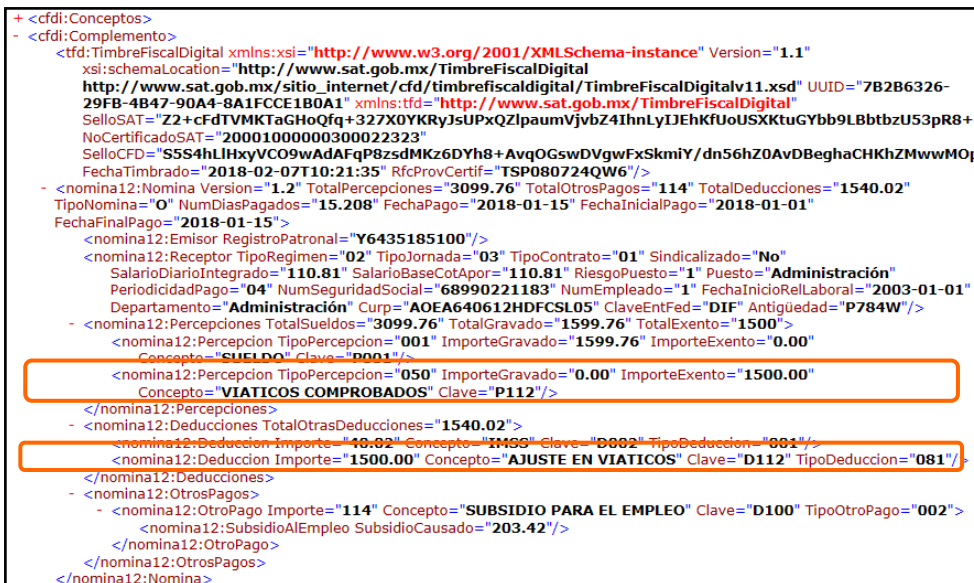 + <cfdi:Conceptos>
- <cfdi:Complemento>
<tfd:TimbreFiscalDigital xmlns:xsi="http://www.w3.org/2001/XMLSchema-instance" Version="1.1"
xsi:schemaLocation="http://www.sat.gob.mx/TimbreFiscalDigital
http://www.sat.gob.mx/sitio_internet/cfd/timbrefiscaldigital/TimbreFiscalDigitalv11.xsd" UUID="7B2B6326-
29FB-4B47-90A4-8A1FCCE1B0A1" xmlns:tfd="http://www.sat.gob.mx/TimbreFiscalDigital"
SelloSAT="Z2+cFdTVMKTaGHoQfq+327X0YKRyJsUPxQZlpaumVjvbZ4IhnLyIJEhKfUoUSXKtuGYbb9LBbtbzU53pR8+
NoCertificadoSAT="20001000000300022323"
SelloCFD="S5S4hLlHxyVCO9wAdAFqP8zsdMKz6DYh8+AvqOGswDVgwFxSkmiY/dn56hZ0AvDBeghaCHKhZMwwMOp
FechaTimbrado="2018-02-07T10:21:35" RfcProvCertif="TSP080724QW6"/>
- <nomina12:Nomina Version="1.2" TotalPercepciones="3099.76" TotalOtrosPagos="114" TotalDeducciones="1540.02"
TipoNomina="O" NumDiasPagados="15.208" FechaPago="2018-01-15" FechaInicialPago="2018-01-01"
FechaFinalPago="2018-01-15">
<nomina12:Emisor RegistroPatronal="Y6435185100"/>
<nomina12:Receptor TipoRegimen="02" TipoJornada="03" TipoContrato="01" Sindicalizado="No"
SalarioDiarioIntegrado="110.81" SalarioBaseCotApor="110.81" RiesgoPuesto="1" Puesto="Administración"
PeriodicidadPago="04" NumSeguridadSocial="68990221183" NumEmpleado="1" FechaInicioRelLaboral="2003-01-01"
Departamento="Administración" Curp="AOEA640612HDFCSL05" ClaveEntFed="DIF" Antigüedad="P784W"/>
- <nomina12:Percepciones TotalSueldos="3099.76" TotalGravado="1599.76" TotalExento="1500">
<nomina12:Percepcion TipoPercepcion="001" ImporteGravado="1599.76" ImporteExento="0.00"
Concepto="SUELDO" Clave="P001"/>
<nomina12:Percepcion TipoPercepcion="050" ImporteGravado="0.00" ImporteExento="1500.00"
Concepto="VIATICOS COMPROBADOS" Clave="P112"/>
</nomina12:Percepciones>
- <nomina12:Deducciones TotalOtrasDeducciones="1540.02">
<nomina12:Deduccion Importe="40.02" Concepto="IMSS" Clave="D002" TipoDeduccion="001"/>
<nomina12:Deduccion Importe="1500.00" Concepto="AJUSTE EN VIATICOS" Clave="D112" TipoDeduccion="081"/>
</nomina12:Deducciones>
- <nomina12:OtrosPagos>
- <nomina12:OtroPago Importe="114" Concepto="SUBSIDIO PARA EL EMPLEO" Clave="D100" TipoOtroPago="002">
<nomina12:SubsidioAlEmpleo SubsidioCausado="203.42"/>
</nomina12:OtroPago>
</nomina12:OtrosPagos>
</nomina12:Nomina>